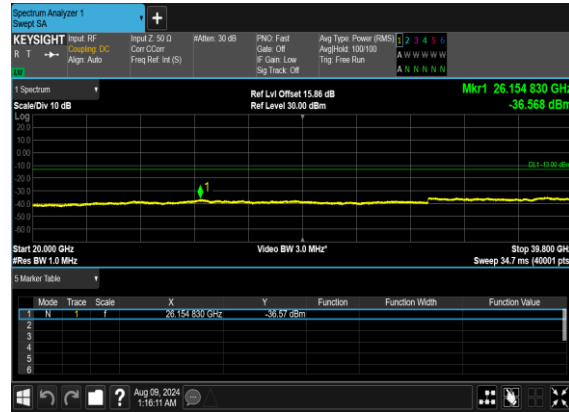 Spectrum Analyzer 1
Swept SA
KEYSIGHT Input: RF Input Z: 50 Ω #Atten: 30 dB PNO: Fast Avg Type: Power (RMS) 1 2 3 4 5 6
R T Coupling: DC Corr CCorr Gate: Off Avg|Hold: 100/100 A W W W W W
Align: Auto Freq Ref: Int (S) IF Gain: Low Trig: Free Run
LXI Sig Track: Off A N N N N N
1 Spectrum Ref Lvl Offset 15.86 dB Mkr1 26.154 830 GHz
Scale/Div 10 dB Ref Level 30.00 dBm -36.568 dBm
Log
20.0
10.0
0.00
-10.0 DL1 -13.00 dBm
-20.0
-30.0 1
-40.0
-50.0
-60.0
Start 20.000 GHz Video BW 3.0 MHz* Stop 39.800 GHz
#Res BW 1.0 MHz Sweep 34.7 ms (40001 pts)
5 Marker Table
Mode Trace Scale X Y Function Function Width Function Value
1 N 1 f 26.154 830 GHz -36.57 dBm
2
3
4
5
6
? Aug 09, 2024
1:16:11 AM